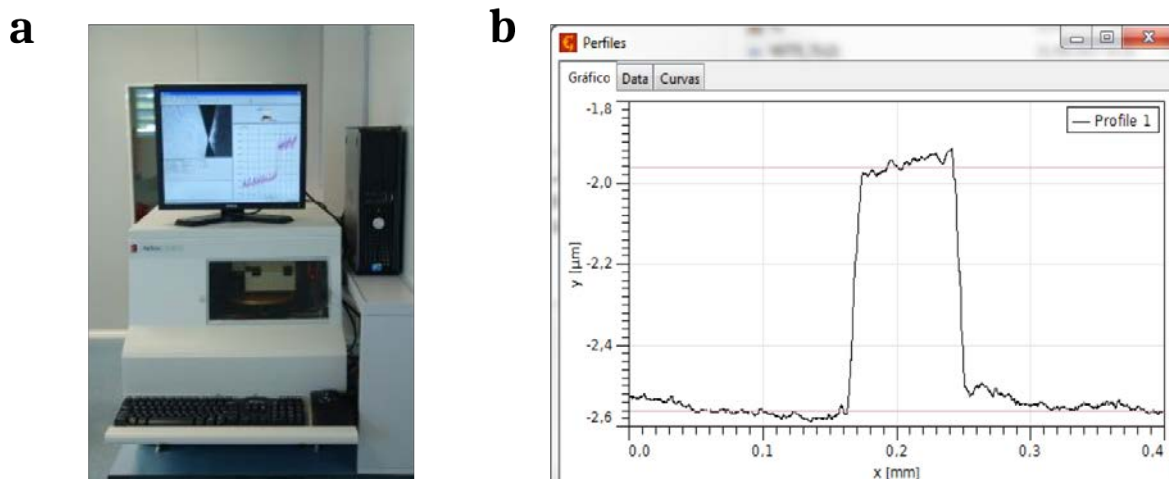 a
b
Perfiles
Gráfico Data Curvas
-1,8
Profile 1
-2,0
-2,2
y [µm]
-2,4
-2,6
0.0 0.1 0.2 0.3 0.4
x [mm]